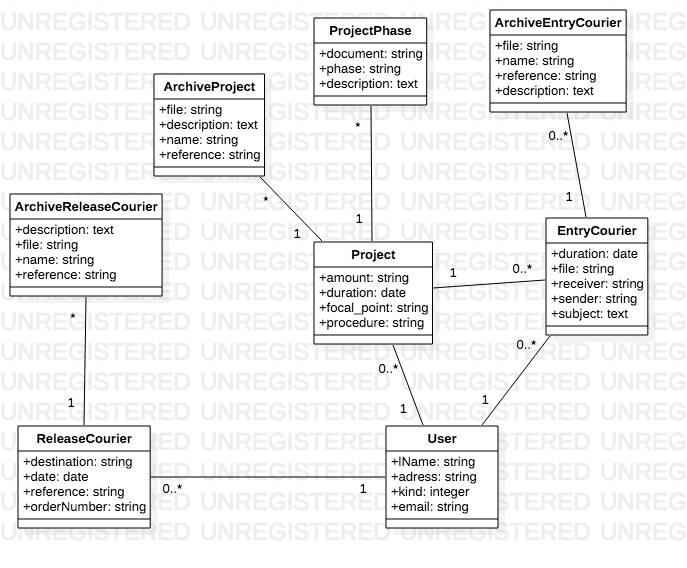 ProjectPhase
+document: string
+phase: string
+description: text
ArchiveEntryCourier
+file: string
+name: string
+reference: string
+description: text
ArchiveProject
+file: string
+description: text
+name: string
+reference: string
ArchiveReleaseCourier
+description: text
+file: string
+name: string
+reference: string
Project
+amount: string
+duration: date
+focal_point: string
+procedure: string
EntryCourier
+duration: date
+file: string
+receiver: string
+sender: string
+subject: text
ReleaseCourier
+destination: string
+date: date
+reference: string
+orderNumber: string
User
+lName: string
+adress: string
+kind: integer
+email: string
*
1
*
1
0..*
1
1
0..*
0..*
1
0..*
1
*
1
0..*
1
UNREGISTERED